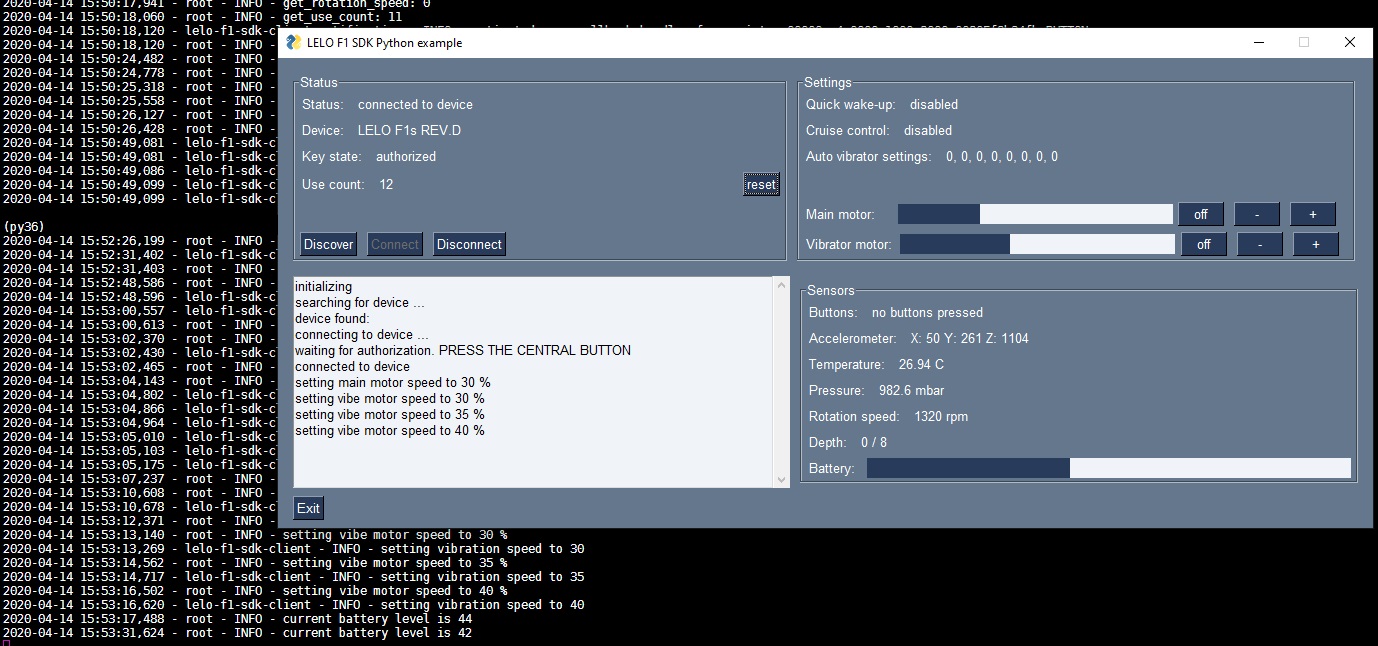 2020-04-14 15:50:17,941 - root - INFO - get_rotation_speed: 0
2020-04-14 15:50:18,060 - root - INFO - get_use_count: 11
2020-04-14 15:50:18,120 - lelo-f1-sdk-cl
2020-04-14 15:50:18,120 - root - INFO -
2020-04-14 15:50:24,482 - root - INFO -
2020-04-14 15:50:24,778 - root - INFO -
2020-04-14 15:50:25,318 - root - INFO -
2020-04-14 15:50:25,558 - root - INFO -
2020-04-14 15:50:26,127 - root - INFO -
2020-04-14 15:50:26,428 - root - INFO -
2020-04-14 15:50:49,081 - lelo-f1-sdk-cl
2020-04-14 15:50:49,081 - root - INFO -
2020-04-14 15:50:49,086 - lelo-f1-sdk-cl
2020-04-14 15:50:49,099 - lelo-f1-sdk-cl
2020-04-14 15:50:49,099 - root - INFO -
(py36)
2020-04-14 15:52:26,199 - root - INFO -
2020-04-14 15:52:31,402 - lelo-f1-sdk-cl
2020-04-14 15:52:31,403 - root - INFO -
2020-04-14 15:52:48,586 - root - INFO -
2020-04-14 15:52:48,596 - lelo-f1-sdk-cl
2020-04-14 15:53:00,557 - lelo-f1-sdk-cl
2020-04-14 15:53:00,613 - root - INFO -
2020-04-14 15:53:02,370 - root - INFO -
2020-04-14 15:53:02,430 - lelo-f1-sdk-cl
2020-04-14 15:53:02,465 - root - INFO -
2020-04-14 15:53:04,143 - root - INFO -
2020-04-14 15:53:04,802 - lelo-f1-sdk-cl
2020-04-14 15:53:04,866 - lelo-f1-sdk-cl
2020-04-14 15:53:04,964 - root - INFO -
2020-04-14 15:53:05,010 - lelo-f1-sdk-cl
2020-04-14 15:53:05,103 - lelo-f1-sdk-cl
2020-04-14 15:53:05,175 - lelo-f1-sdk-cl
2020-04-14 15:53:07,237 - root - INFO -
2020-04-14 15:53:10,608 - root - INFO -
2020-04-14 15:53:10,678 - lelo-f1-sdk-cl
2020-04-14 15:53:12,371 - root - INFO -
2020-04-14 15:53:13,140 - root - INFO - setting vibe motor speed to 30 %
2020-04-14 15:53:13,269 - lelo-f1-sdk-client - INFO - setting vibration speed to 30
2020-04-14 15:53:14,562 - root - INFO - setting vibe motor speed to 35 %
2020-04-14 15:53:14,717 - lelo-f1-sdk-client - INFO - setting vibration speed to 35
2020-04-14 15:53:16,502 - root - INFO - setting vibe motor speed to 40 %
2020-04-14 15:53:16,620 - lelo-f1-sdk-client - INFO - setting vibration speed to 40
2020-04-14 15:53:17,488 - root - INFO - current battery level is 44
2020-04-14 15:53:31,624 - root - INFO - current battery level is 42
LELO F1 SDK Python example
Status
Status: connected to device
Device: LELO F1s REV.D
Key state: authorized
Use count: 12
reset
Discover Connect Disconnect
Settings
Quick wake-up: disabled
Cruise control: disabled
Auto vibrator settings: 0, 0, 0, 0, 0, 0, 0, 0
Main motor: off - +
Vibrator motor: off - +
initializing
searching for device ...
device found:
connecting to device ...
waiting for authorization. PRESS THE CENTRAL BUTTON
connected to device
setting main motor speed to 30 %
setting vibe motor speed to 30 %
setting vibe motor speed to 35 %
setting vibe motor speed to 40 %
Sensors
Buttons: no buttons pressed
Accelerometer: X: 50 Y: 261 Z: 1104
Temperature: 26.94 C
Pressure: 982.6 mbar
Rotation speed: 1320 rpm
Depth: 0 / 8
Battery:
Exit